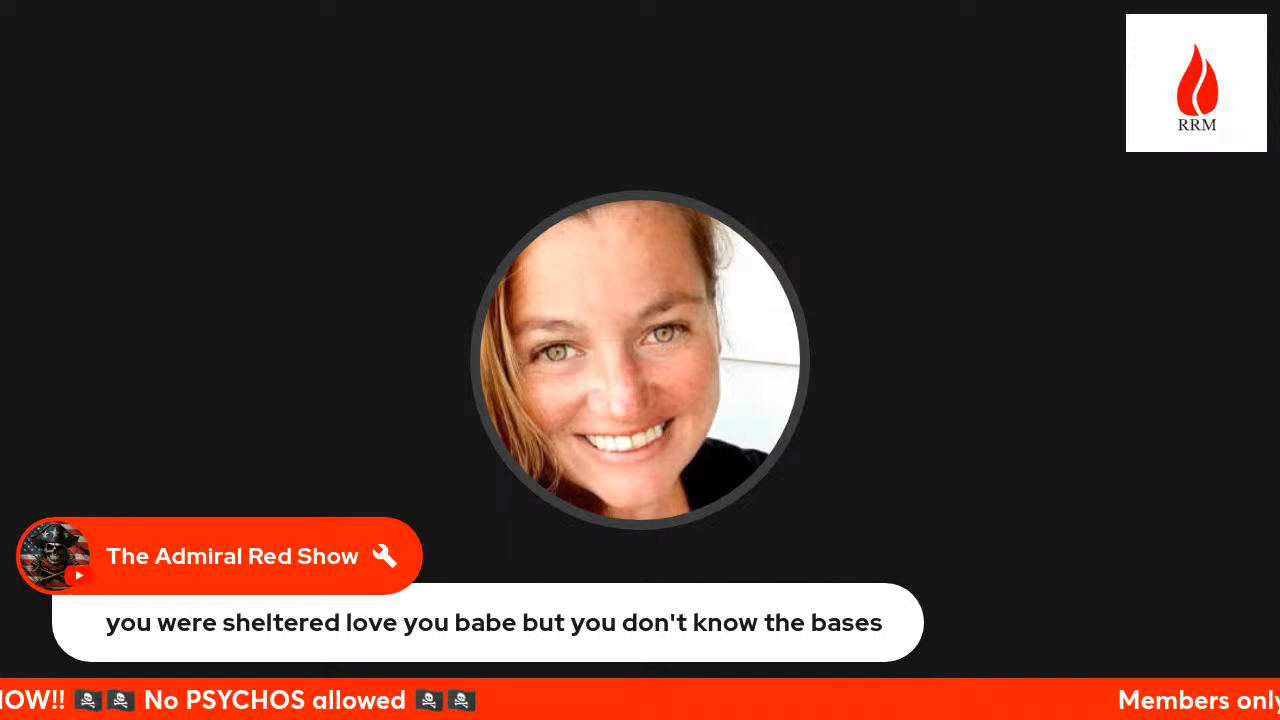 RRM
The Admiral Red Show
you were sheltered love you babe but you don't know the bases
NOW!! 🏴‍☠️🏴‍☠️ No PSYCHOS allowed 🏴‍☠️🏴‍☠️ Members only